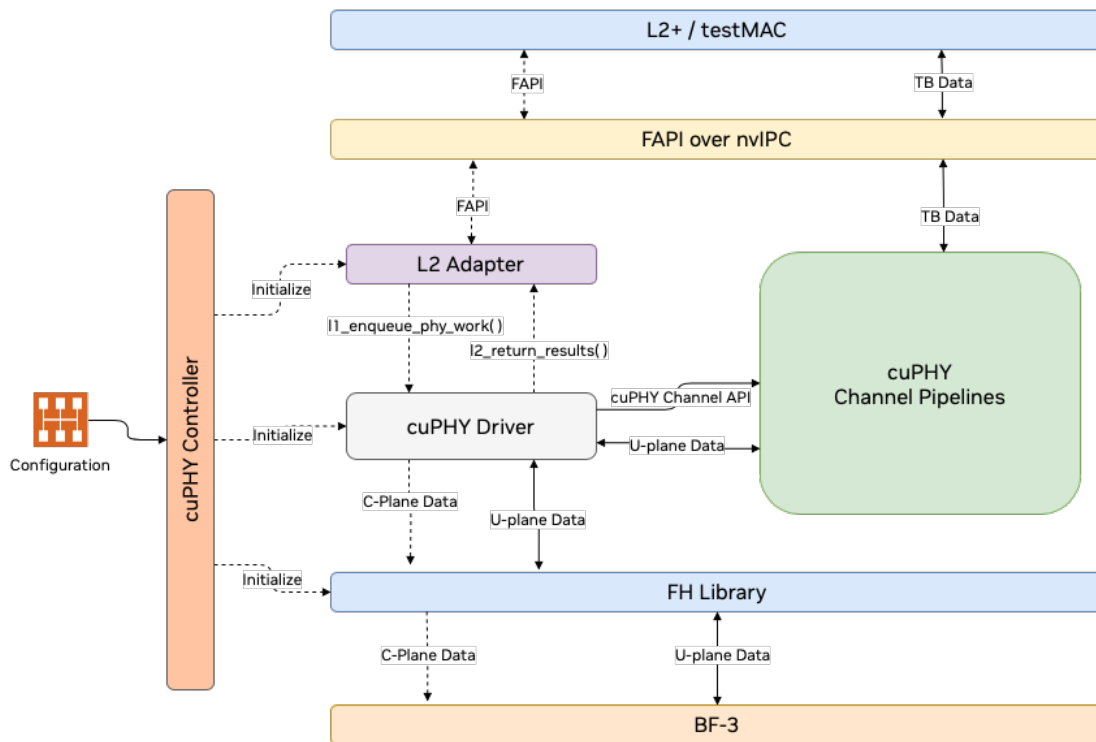 L2+ / testMAC
FAPI
TB Data
FAPI over nvIPC
FAPI
TB Data
L2 Adapter
Initialize
l1_enqueue_phy_work( )
l2_return_results( )
cuPHY
Channel Pipelines
cuPHY Controller
cuPHY Channel API
Configuration
Initialize
cuPHY Driver
U-plane Data
C-Plane Data
U-plane Data
Initialize
FH Library
C-Plane Data
U-plane Data
BF-3